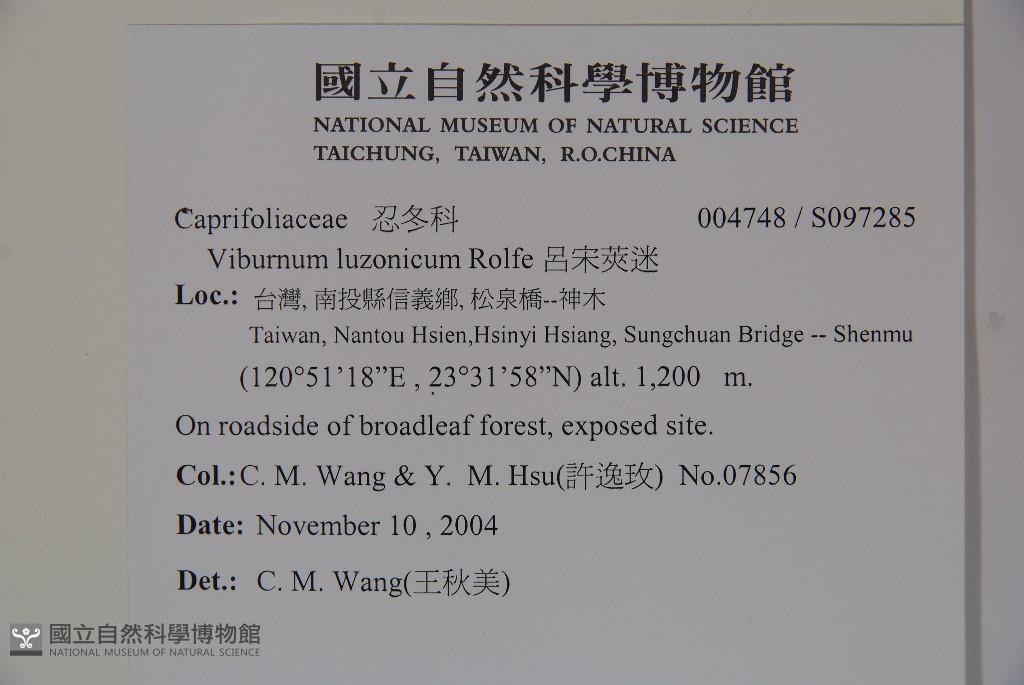 國立自然科學博物館
NATIONAL MUSEUM OF NATURAL SCIENCE
TAICHUNG, TAIWAN, R.O.CHINA
Caprifoliaceae 忍冬科 004748 / S097285
Viburnum luzonicum Rolfe 呂宋莢迷
Loc.: 台灣, 南投縣信義鄉, 松泉橋--神木
Taiwan, Nantou Hsien,Hsinyi Hsiang, Sungchuan Bridge -- Shenmu
(120°51’18”E , 23°31’58”N) alt. 1,200 m.
On roadside of broadleaf forest, exposed site.
Col.: C. M. Wang & Y. M. Hsu(許逸玫) No.07856
Date: November 10 , 2004
Det.: C. M. Wang(王秋美)
國立自然科學博物館
NATIONAL MUSEUM OF NATURAL SCIENCE